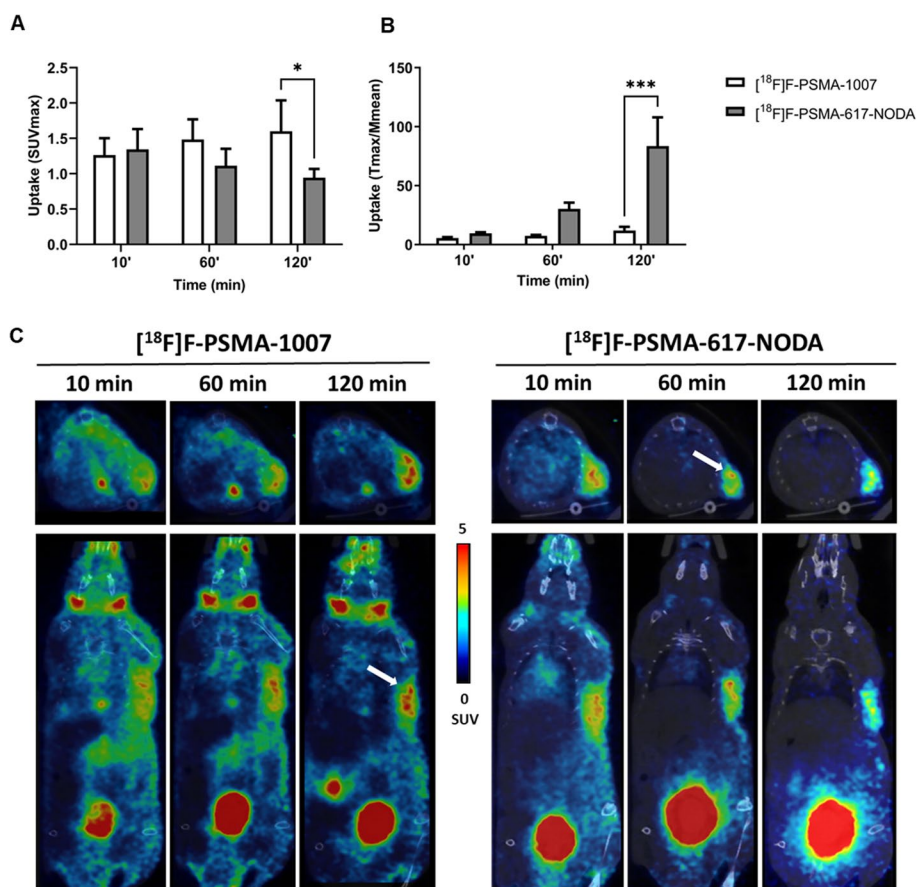 A
Uptake (SUVmax)
2.5
2.0
1.5
1.0
0.5
0.0
*
10' 60' 120'
Time (min)
B
Uptake (Tmax/Mmean)
150
100
50
0
***
10' 60' 120'
Time (min)
[¹⁸F]F-PSMA-1007
[¹⁸F]F-PSMA-617-NODA
C
[¹⁸F]F-PSMA-1007
10 min 60 min 120 min
5
0
SUV
[¹⁸F]F-PSMA-617-NODA
10 min 60 min 120 min